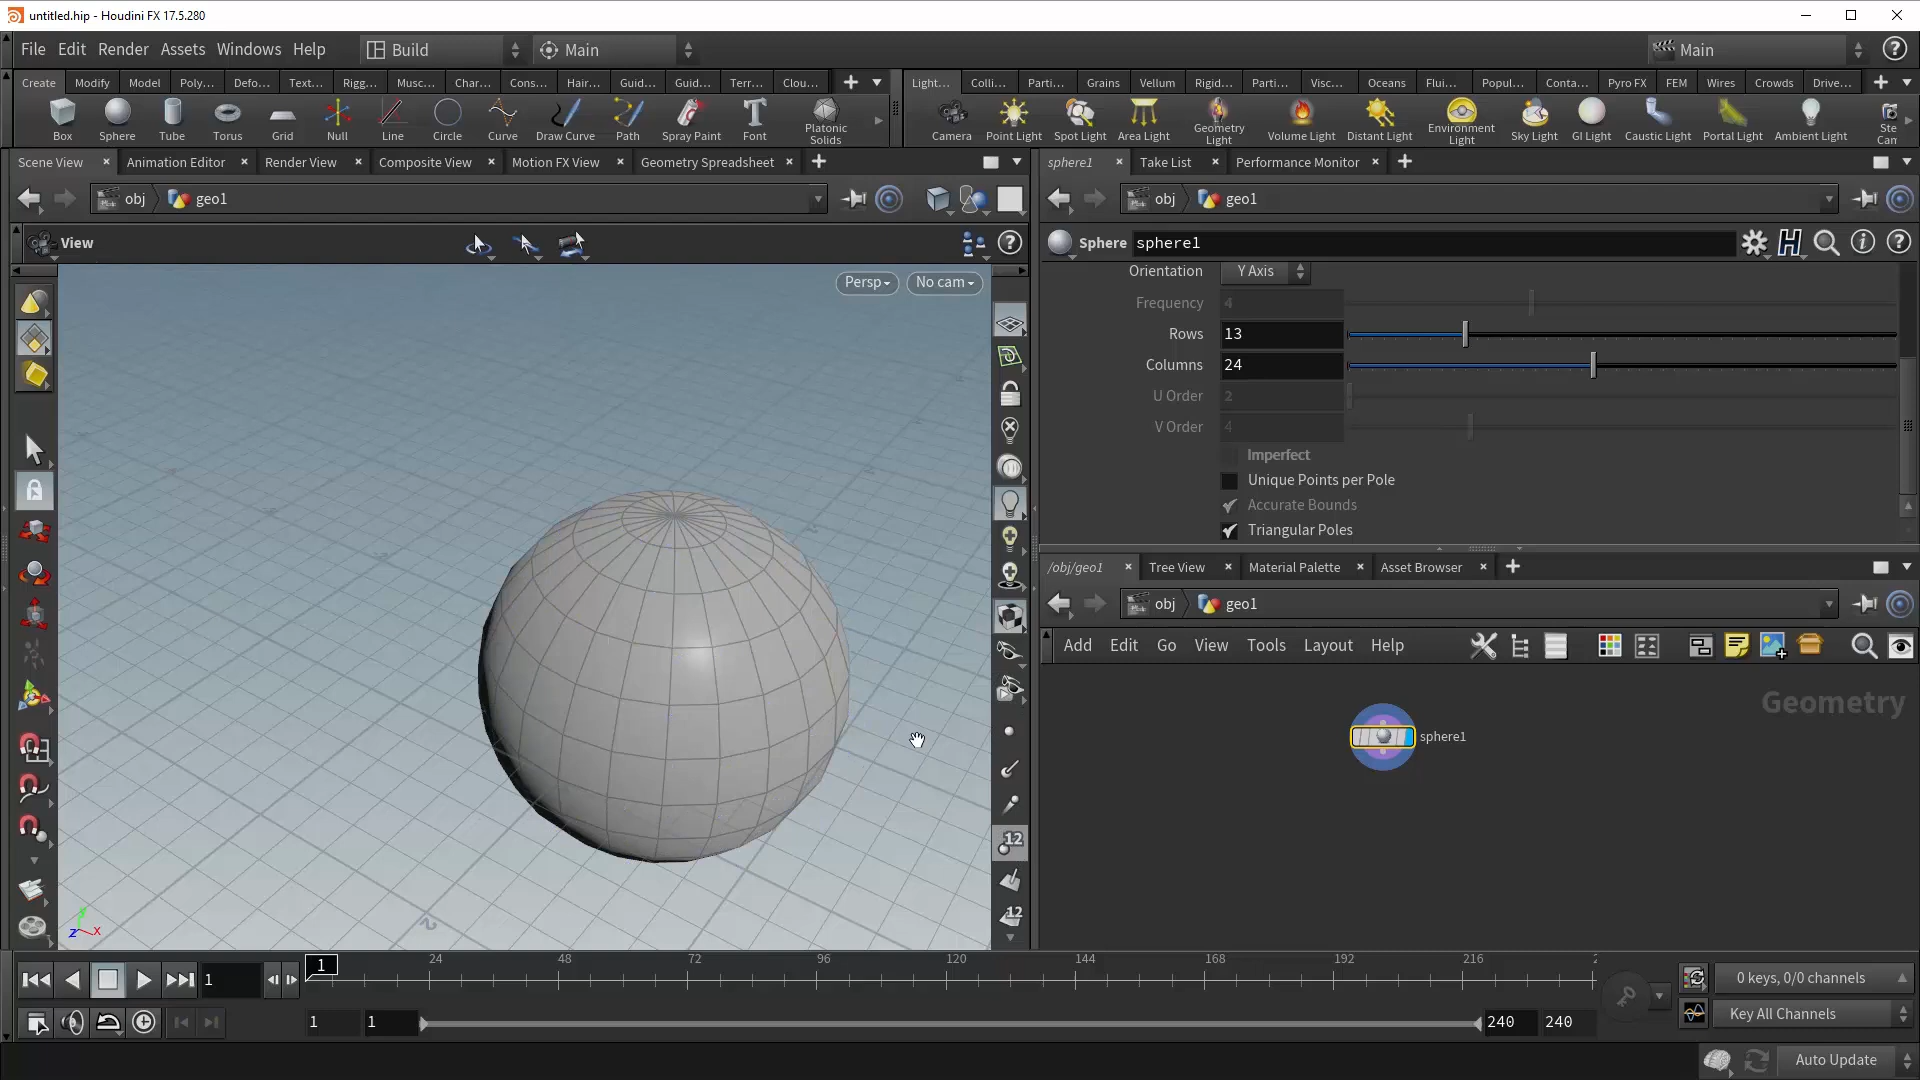 untitled.hip - Houdini FX 17.5.280
File Edit Render Assets Windows Help Build Main Main
Create Modify Model Poly... Defo... Text... Rigg... Musc... Char... Cons... Hair... Guid... Guid... Terr... Clou... Light... Colli... Parti... Grains Vellum Rigid... Parti... Visc... Oceans Flui... Popul... Conta... Pyro FX FEM Wires Crowds Drive...
Box Sphere Tube Torus Grid Null Line Circle Curve Draw Curve Path Spray Paint Font Platonic Solids Camera Point Light Spot Light Area Light Geometry Light Volume Light Distant Light Environment Light Sky Light GI Light Caustic Light Portal Light Ambient Light Ste Can
Scene View Animation Editor Render View Composite View Motion FX View Geometry Spreadsheet sphere1 Take List Performance Monitor
obj geo1 obj geo1
View Sphere sphere1
Persp No cam
Orientation Y Axis
Frequency 4
Rows 13
Columns 24
U Order 2
V Order 4
Imperfect
Unique Points per Pole
Accurate Bounds
Triangular Poles
/obj/geo1 Tree View Material Palette Asset Browser
obj geo1
Add Edit Go View Tools Layout Help
Geometry
sphere1
12
12
y z x 2
1 1 24 48 72 96 120 144 168 192 216 2 0 keys, 0/0 channels
1 1 240 240 Key All Channels
Auto Update